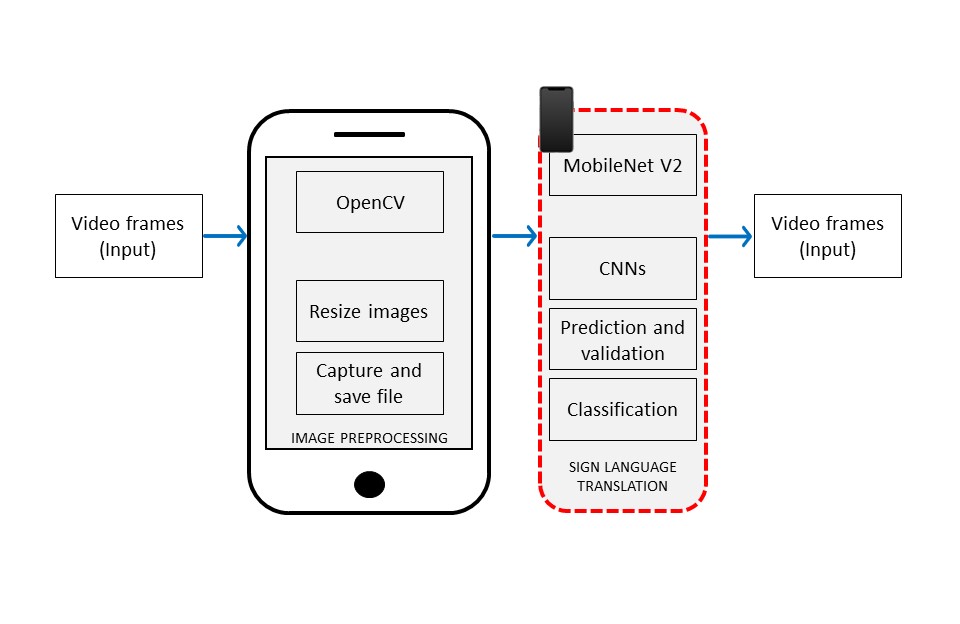 Video frames
(Input)
OpenCV
Resize images
Capture and
save file
IMAGE PREPROCESSING
MobileNet V2
CNNs
Prediction and
validation
Classification
SIGN LANGUAGE
TRANSLATION
Video frames
(Input)